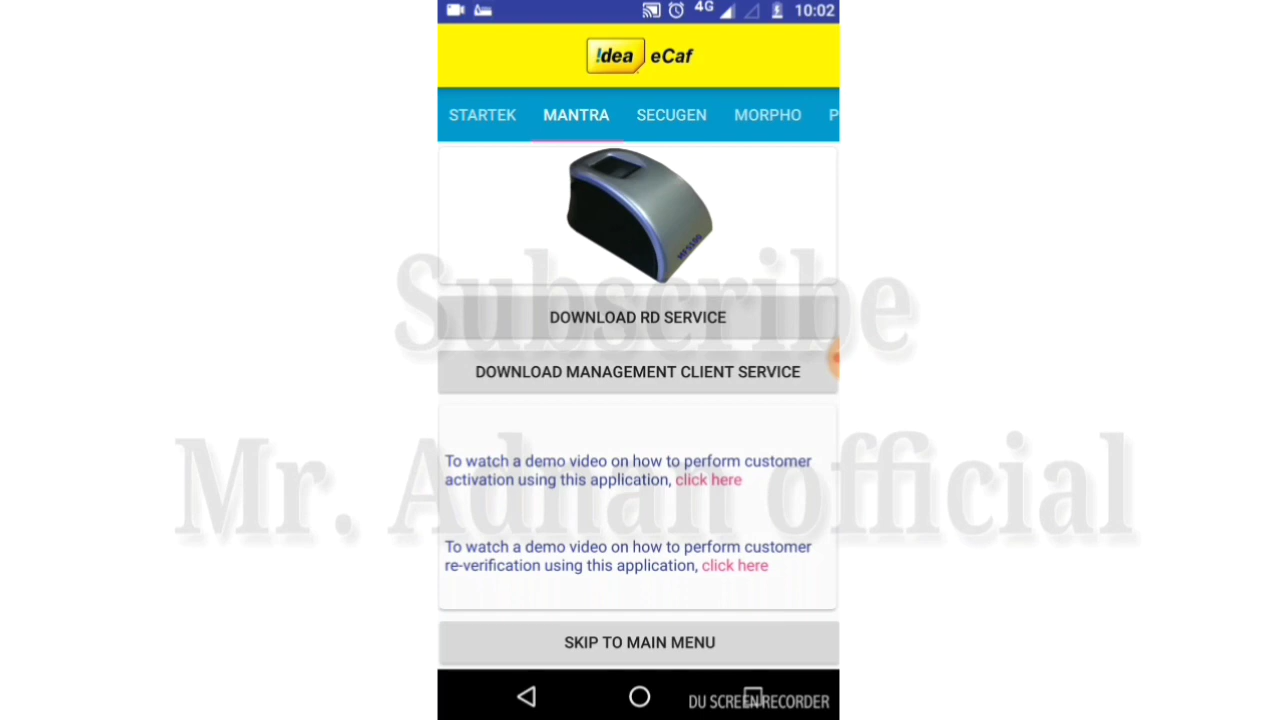 4G 10:02
!dea eCaf
STARTEK MANTRA SECUGEN MORPHO P
MFS100
Subscribe
DOWNLOAD RD SERVICE
DOWNLOAD MANAGEMENT CLIENT SERVICE
To watch a demo video on how to perform customer
activation using this application, click here
Mr. Adnan official
To watch a demo video on how to perform customer
re-verification using this application, click here
SKIP TO MAIN MENU
DU SCREEN RECORDER